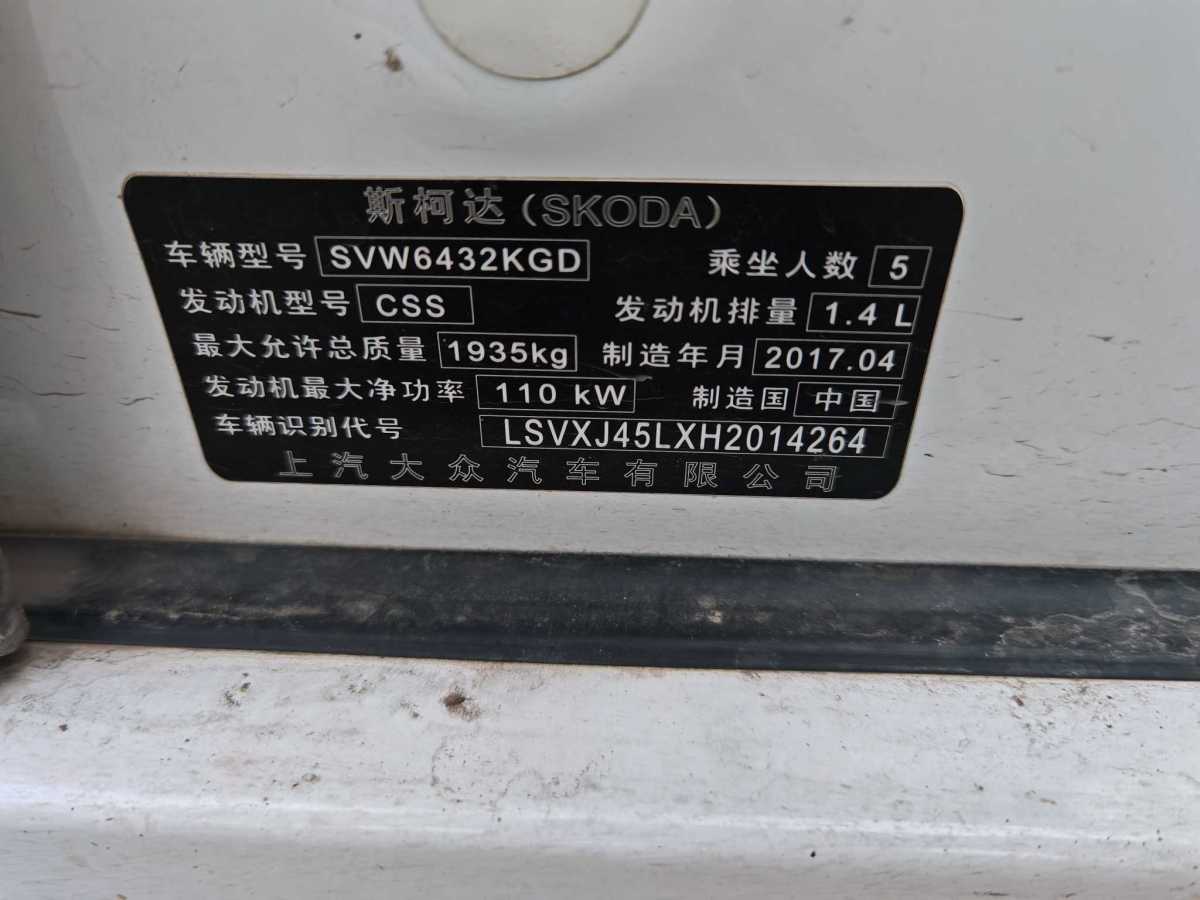 斯柯达(SKODA)
车辆型号 SVW6432KGD 乘坐人数 5
发动机型号 CSS 发动机排量 1.4 L
最大允许总质量 1935kg 制造年月 2017.04
发动机最大净功率 110 kW 制造国 中国
车辆识别代号 LSVXJ45LXH2014264
上汽大众汽车有限公司